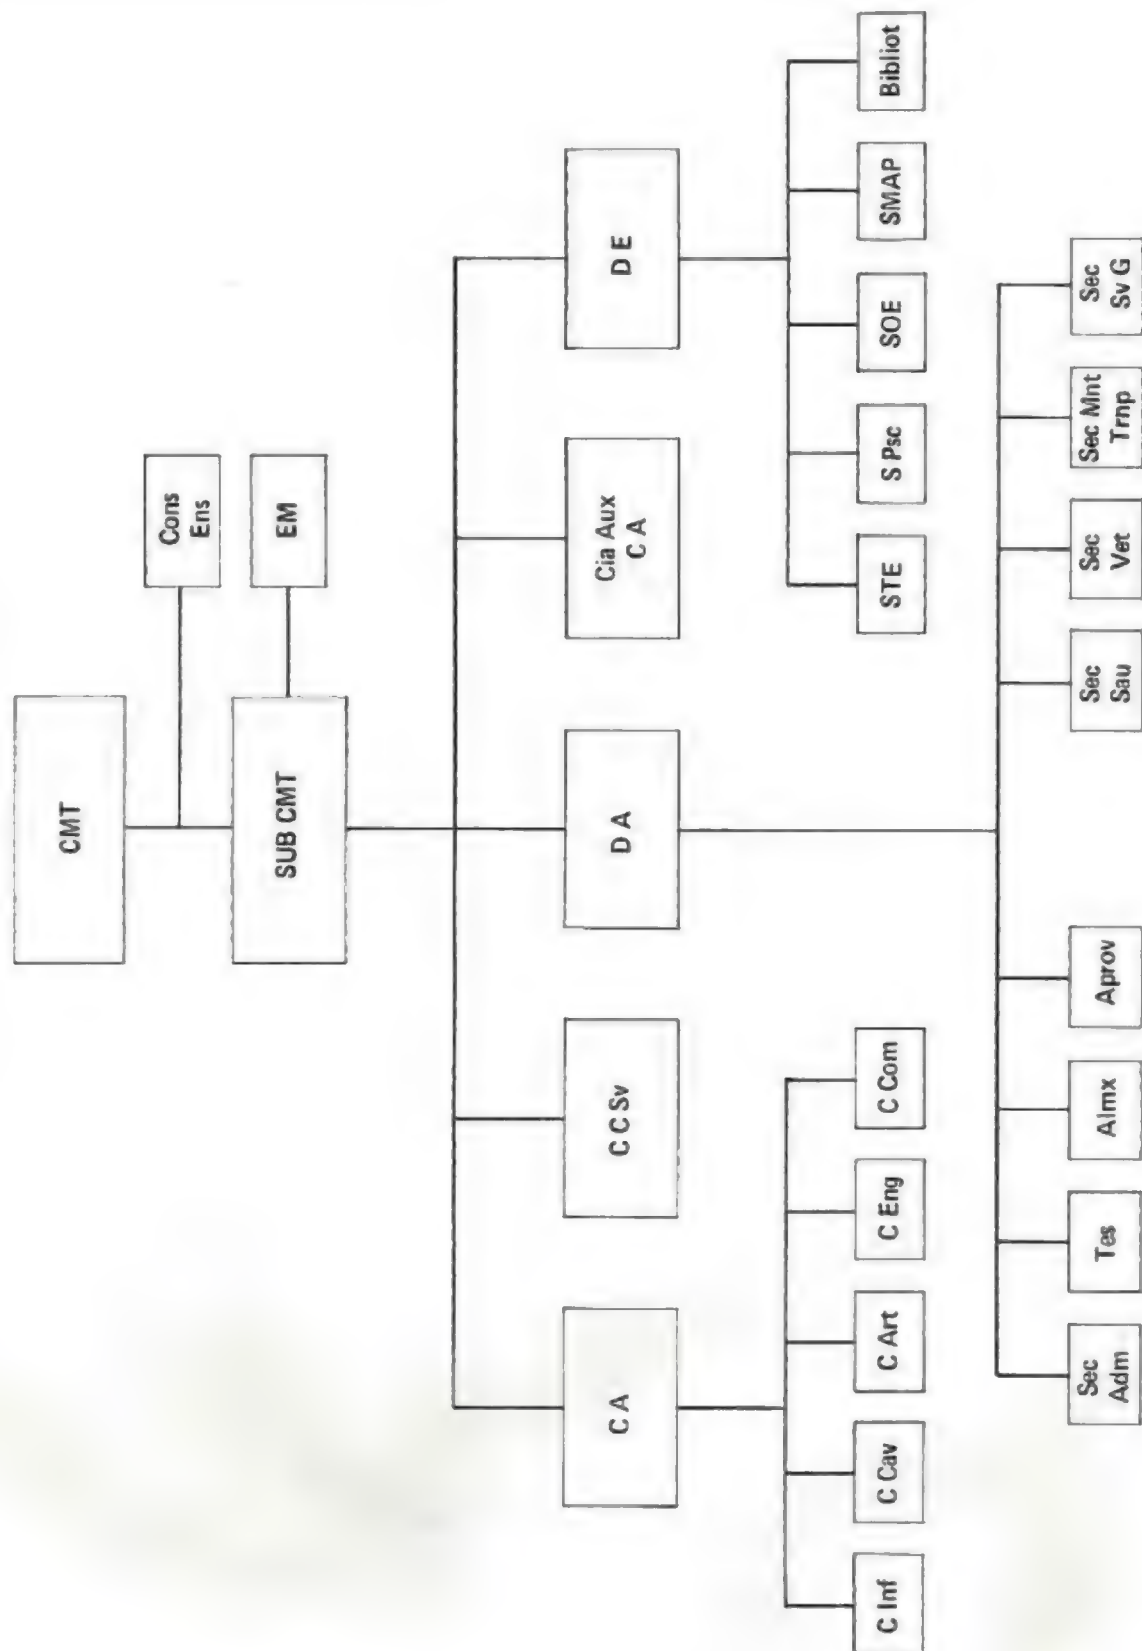 CMT
Cons
Ens
SUB CMT
EM
C A
C C Sv
D A
Cia Aux
C A
D E
C Inf
C Cav
C Art
C Eng
C Com
STE
S Psc
SOE
SMAP
Bibliot
Sec
Adm
Tes
Almx
Aprov
Sec
Sau
Sec
Vet
Sec Mnt
Trnp
Sec
Sv G